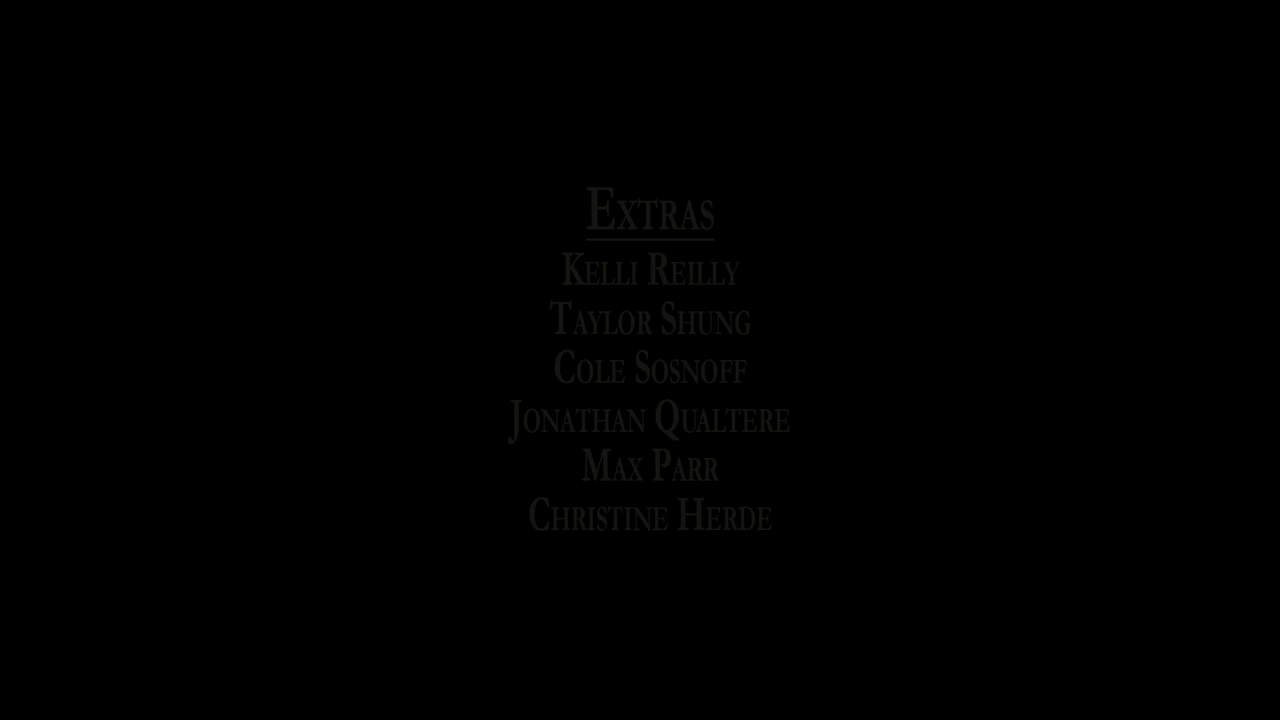 Extras
Kelli Reilly
Taylor Shung
Cole Sosnoff
Jonathan Qualtere
Max Parr
Christine Herde